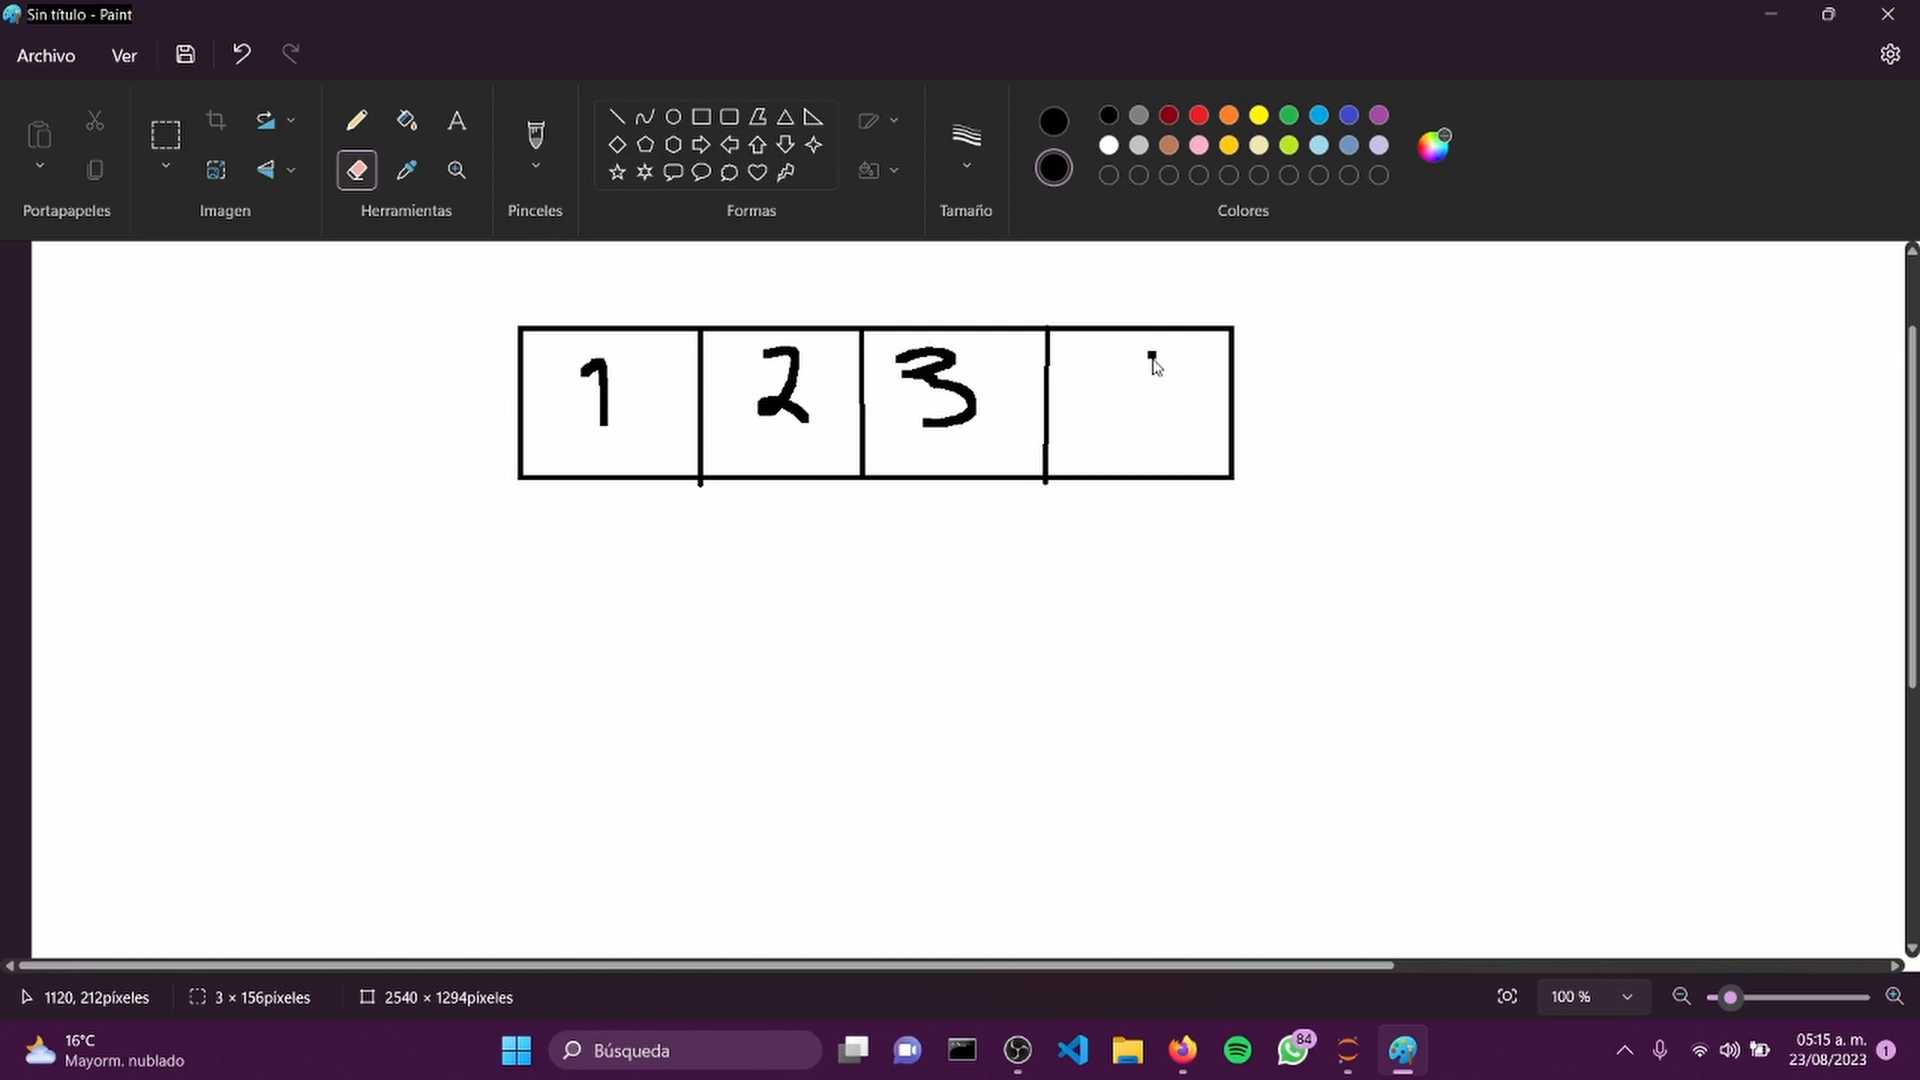 Sin título - Paint
Archivo Ver
Portapapeles Imagen Herramientas Pinceles Formas Tamaño Colores
1 2 3
1120, 212píxeles 3 × 156píxeles 2540 × 1294píxeles 100 %
16°C
Mayorm. nublado
Búsqueda
84
05:15 a. m.
23/08/2023
1